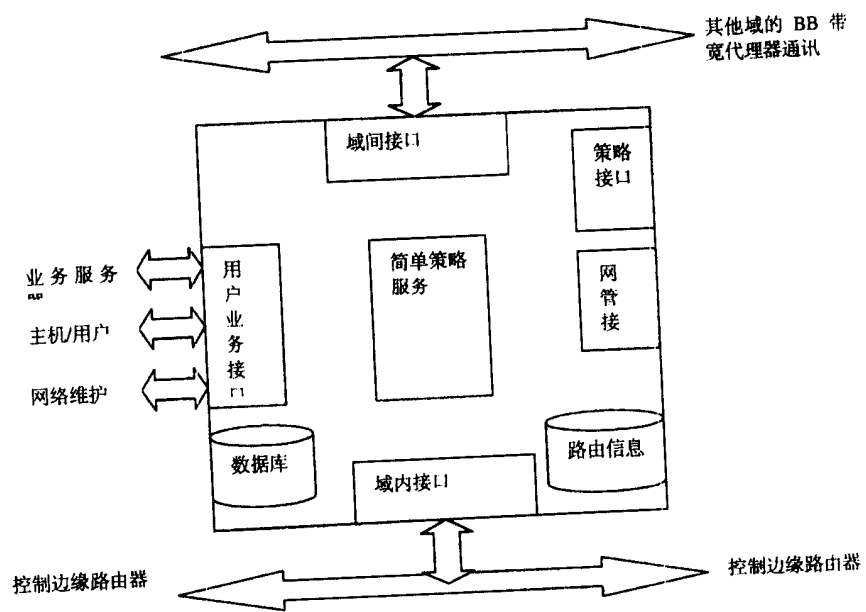 其他域的 BB 带
宽代理器通讯
域间接口
策略
接口
业务服务
用
户
业
务
接
口
简单策略
服务
网
管
接
主机/用户
网络维护
数据库
路由信息
域内接口
控制边缘路由器
控制边缘路由器